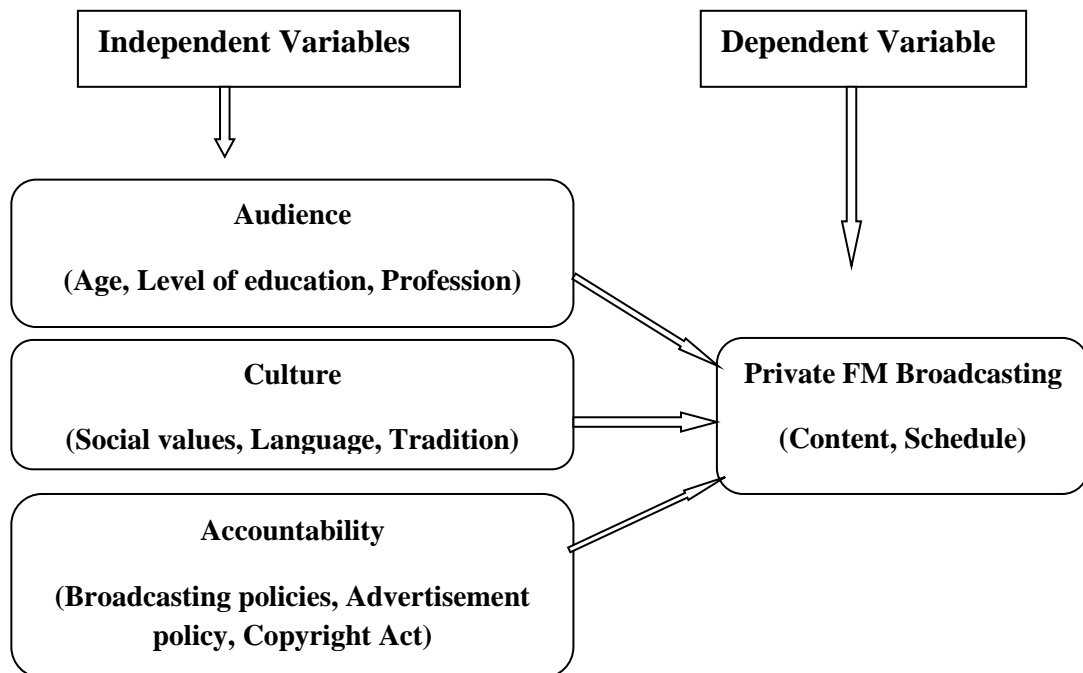 Independent Variables
Dependent Variable
Audience
(Age, Level of education, Profession)
Culture
(Social values, Language, Tradition)
Accountability
(Broadcasting policies, Advertisement
policy, Copyright Act)
Private FM Broadcasting
(Content, Schedule)